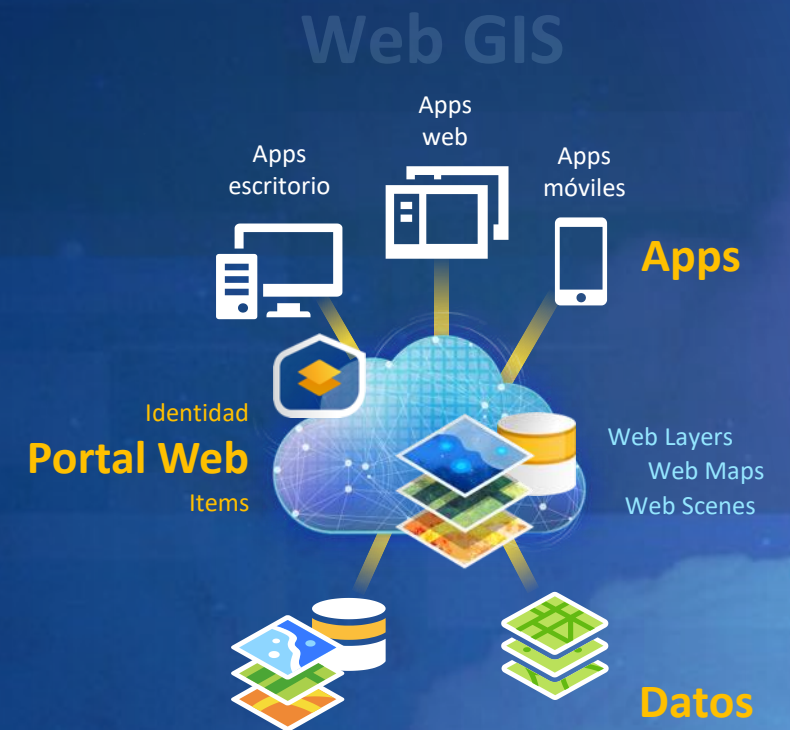 Web GIS
Apps
web
Apps
escritorio
Apps
móviles
Apps
Identidad
Portal Web
Items
Web Layers
Web Maps
Web Scenes
Datos